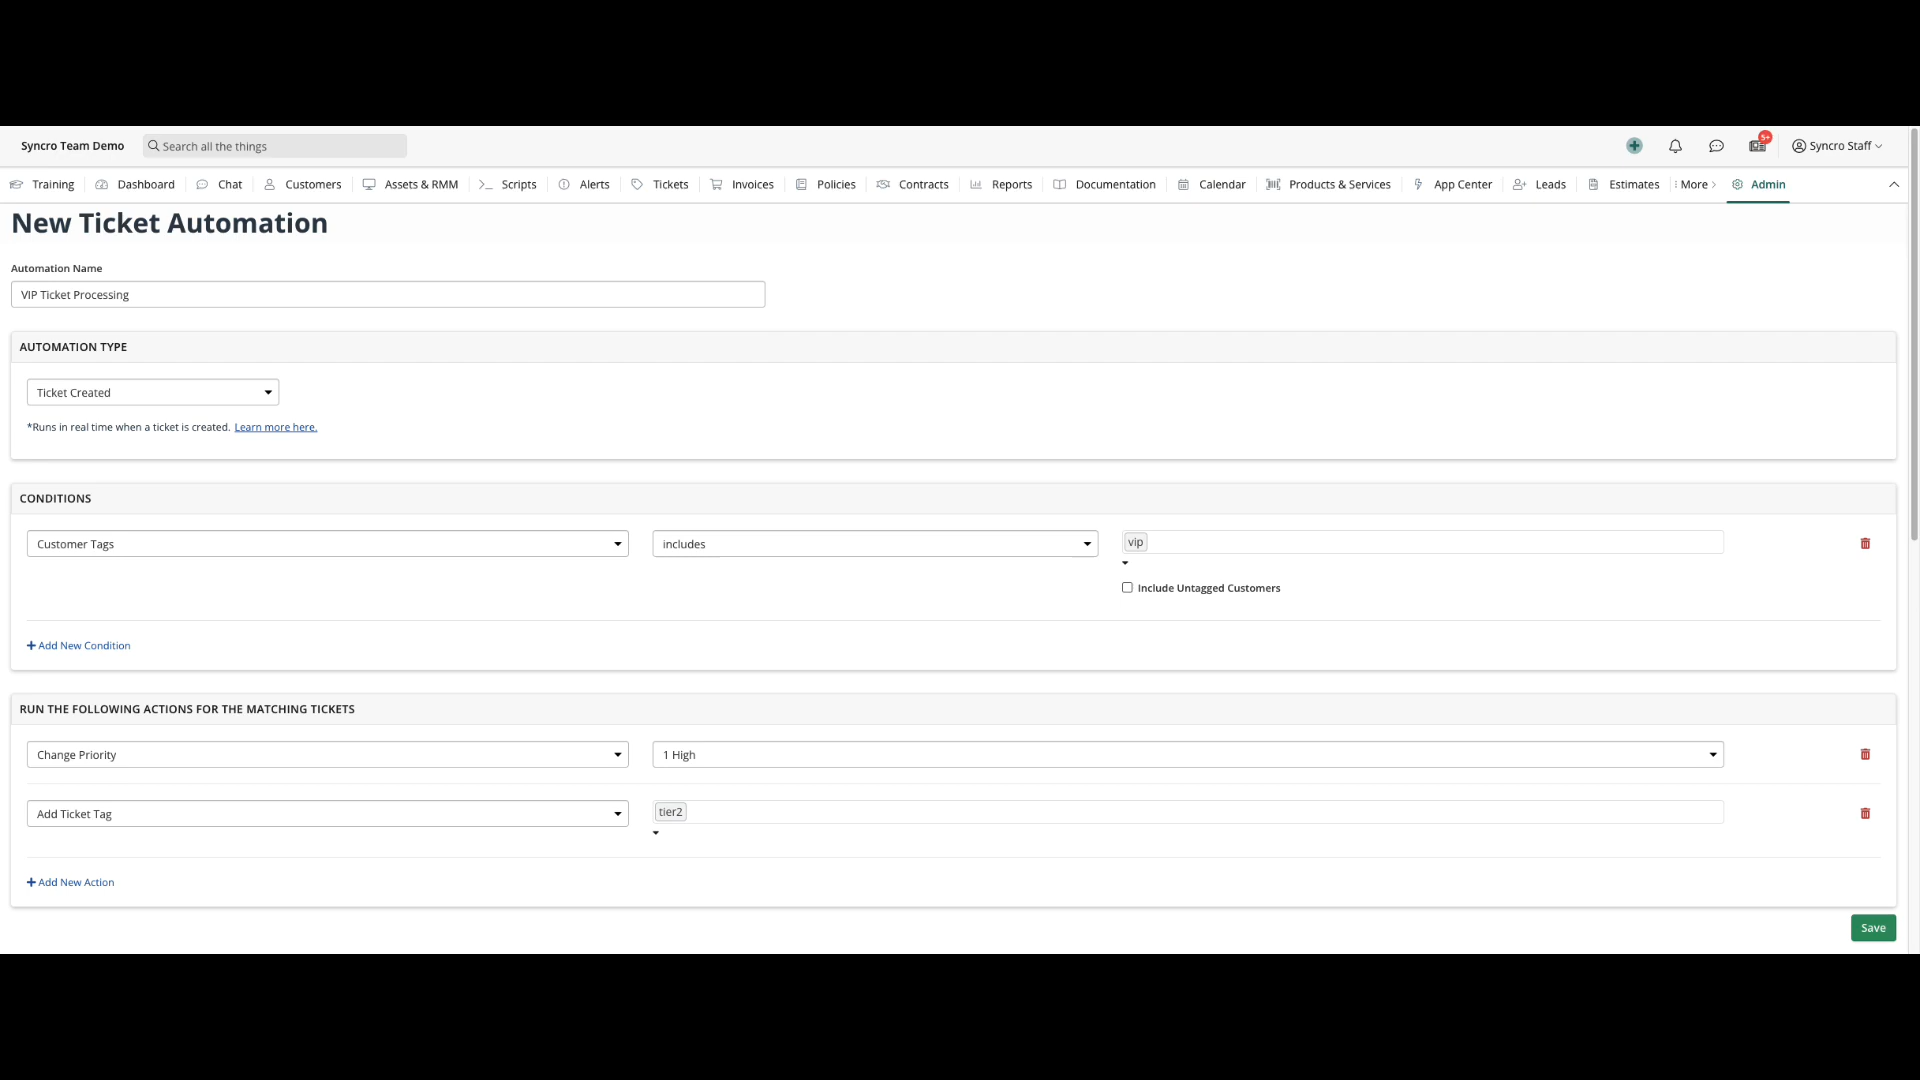 Syncro Team Demo Search all the things 5+ Syncro Staff
Training Dashboard Chat Customers Assets & RMM Scripts Alerts Tickets Invoices Policies Contracts Reports Documentation Calendar Products & Services App Center Leads Estimates More Admin
New Ticket Automation
Automation Name
VIP Ticket Processing
AUTOMATION TYPE
Ticket Created
*Runs in real time when a ticket is created. Learn more here.
CONDITIONS
Customer Tags includes vip
Include Untagged Customers
+ Add New Condition
RUN THE FOLLOWING ACTIONS FOR THE MATCHING TICKETS
Change Priority 1 High
Add Ticket Tag tier2
+ Add New Action
Save